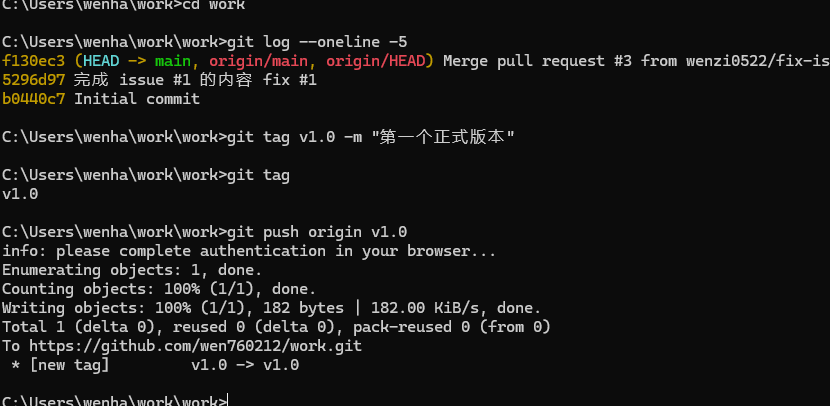 C:\Users\wenha\work>cd work
C:\Users\wenha\work\work>git log --oneline -5
f130ec3 (HEAD -> main, origin/main, origin/HEAD) Merge pull request #3 from wenzi0522/fix-is
5296d97 完成 issue #1 的内容 fix #1
b0440c7 Initial commit
C:\Users\wenha\work\work>git tag v1.0 -m "第一个正式版本"
C:\Users\wenha\work\work>git tag
v1.0
C:\Users\wenha\work\work>git push origin v1.0
info: please complete authentication in your browser...
Enumerating objects: 1, done.
Counting objects: 100% (1/1), done.
Writing objects: 100% (1/1), 182 bytes | 182.00 KiB/s, done.
Total 1 (delta 0), reused 0 (delta 0), pack-reused 0 (from 0)
To https://github.com/wen760212/work.git
 * [new tag]         v1.0 -> v1.0
C:\Users\wenha\work\work>